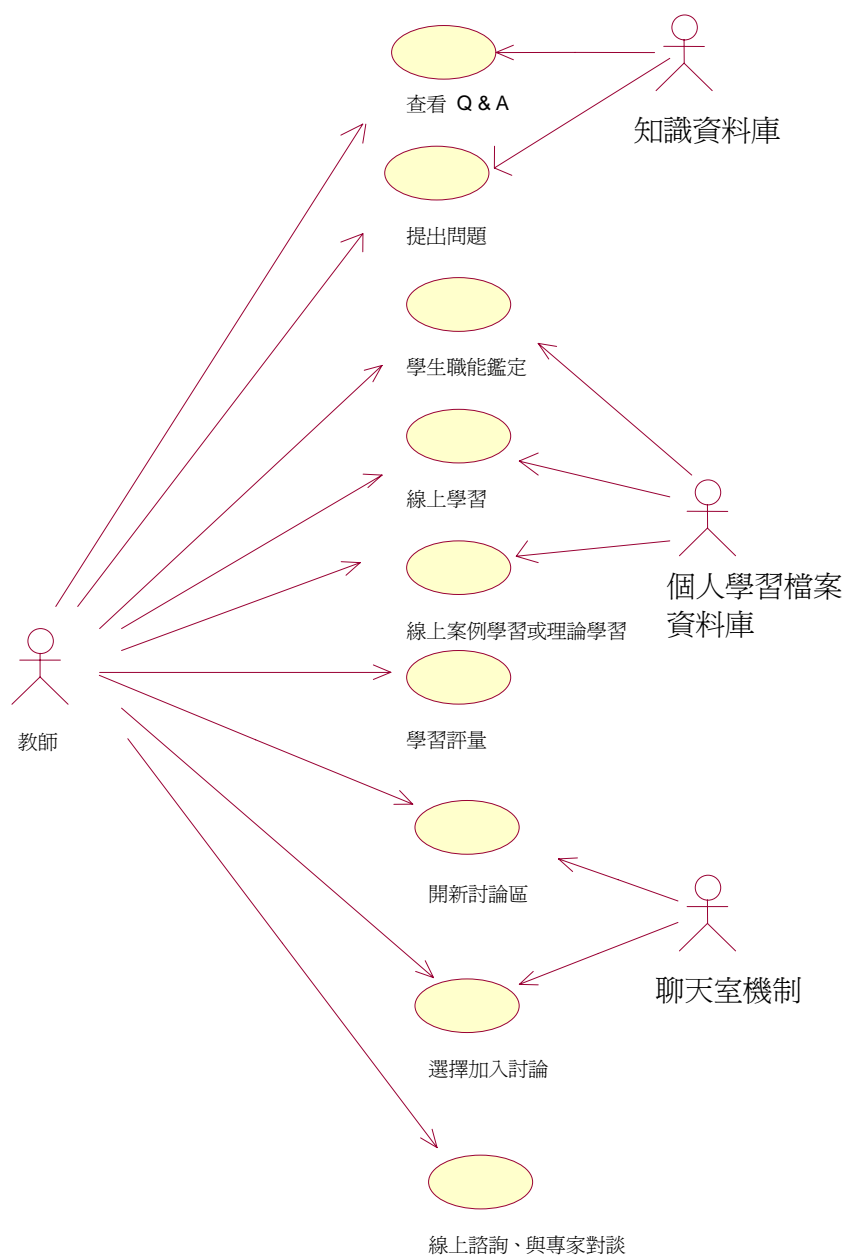 查看 Q & A
知識資料庫
提出問題
學生職能鑑定
線上學習
個人學習檔案
資料庫
線上案例學習或理論學習
教師
學習評量
開新討論區
聊天室機制
選擇加入討論
線上諮詢、與專家對談